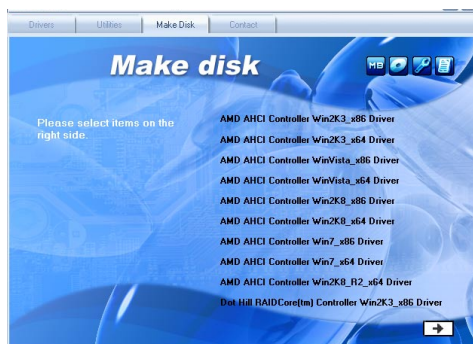 Drivers
Utilities
Make Disk
Contact
Make disk
MB
Please select items on the
right side.
AMD AHCI Controller Win2K3_x86 Driver
AMD AHCI Controller Win2K3_x64 Driver
AMD AHCI Controller WinVista_x86 Driver
AMD AHCI Controller WinVista_x64 Driver
AMD AHCI Controller Win2K8_x86 Driver
AMD AHCI Controller Win2K8_x64 Driver
AMD AHCI Controller Win7_x86 Driver
AMD AHCI Controller Win7_x64 Driver
AMD AHCI Controller Win2K8_R2_x64 Driver
Dot Hill RAIDCore(tm) Controller Win2K3_x86 Driver